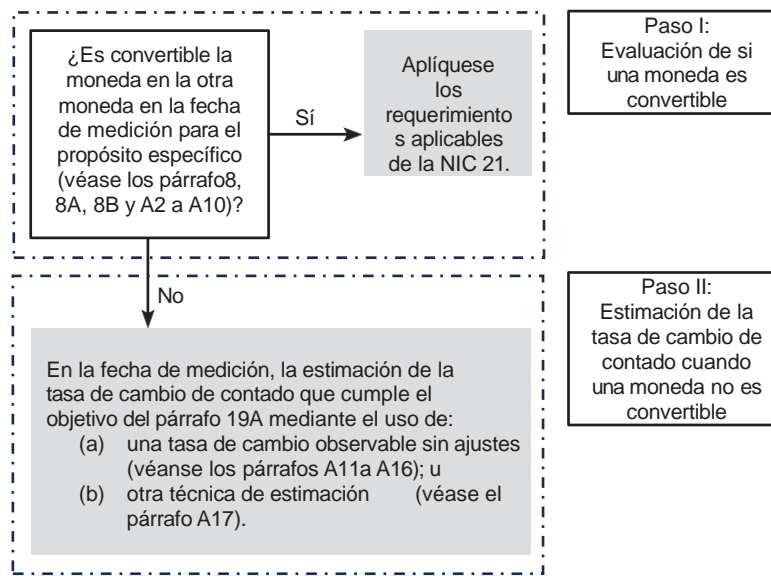 ¿Es convertible la
moneda en la otra
moneda en la fecha
de medición para el
propósito específico
(véase los párrafo8,
8A, 8B y A2 a A10)?
Sí
Aplíquese
los
requerimiento
s aplicables
de la NIC 21.
Paso I:
Evaluación de si
una moneda es
convertible
No
En la fecha de medición, la estimación de la
tasa de cambio de contado que cumple el
objetivo del párrafo 19A mediante el uso de:
(a) una tasa de cambio observable sin ajustes
(véanse los párrafos A11a A16); u
(b) otra técnica de estimación (véase el
párrafo A17).
Paso II:
Estimación de la
tasa de cambio de
contado cuando
una moneda no es
convertible